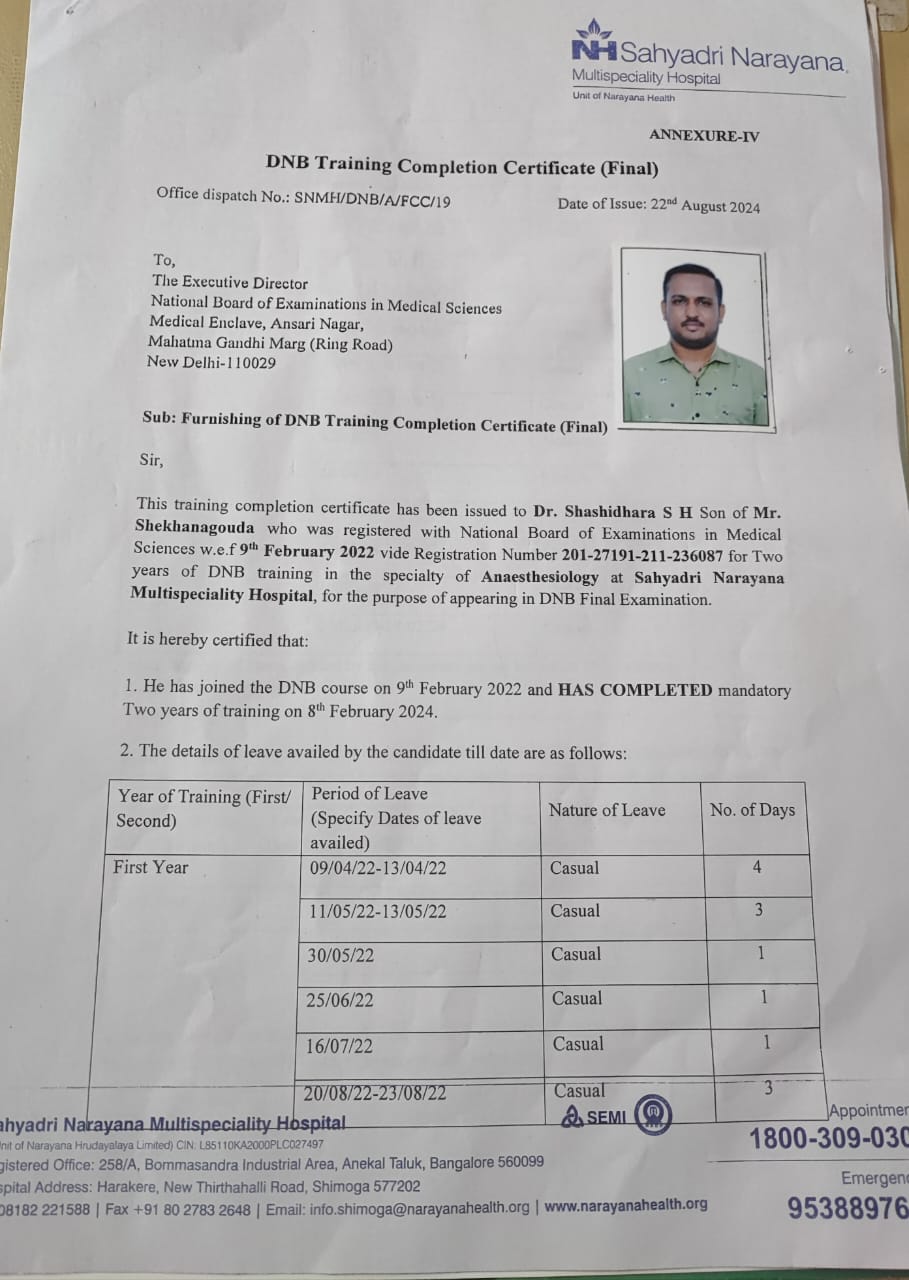 NH Sahyadri Narayana
Multispeciality Hospital
Unit of Narayana Health
ANNEXURE-IV
DNB Training Completion Certificate (Final)
Office dispatch No.: SNMH/DNB/A/FCC/19
Date of Issue: 22nd August 2024
To,
The Executive Director
National Board of Examinations in Medical Sciences
Medical Enclave, Ansari Nagar,
Mahatma Gandhi Marg (Ring Road)
New Delhi-110029
Sub: Furnishing of DNB Training Completion Certificate (Final)
Sir,
This training completion certificate has been issued to Dr. Shashidhara S H Son of Mr.
Shekhanagouda who was registered with National Board of Examinations in Medical
Sciences w.e.f 9th February 2022 vide Registration Number 201-27191-211-236087 for Two
years of DNB training in the specialty of Anaesthesiology at Sahyadri Narayana
Multispeciality Hospital, for the purpose of appearing in DNB Final Examination.
It is hereby certified that:
1. He has joined the DNB course on 9th February 2022 and HAS COMPLETED mandatory
Two years of training on 8th February 2024.
2. The details of leave availed by the candidate till date are as follows:
Year of Training (First/
Second)
Period of Leave
(Specify Dates of leave
availed)
Nature of Leave
No. of Days
First Year
09/04/22-13/04/22 Casual 4
11/05/22-13/05/22 Casual 3
30/05/22 Casual 1
25/06/22 Casual 1
16/07/22 Casual 1
20/08/22-23/08/22 Casual 3
SEMI
ahyadri Narayana Multispeciality Hospital
nit of Narayana Hrudayalaya Limited) CIN: L85110KA2000PLC027497
gistered Office: 258/A, Bommasandra Industrial Area, Anekal Taluk, Bangalore 560099
spital Address: Harakere, New Thirthahalli Road, Shimoga 577202
08182 221588 | Fax +91 80 2783 2648 | Email: info.shimoga@narayanahealth.org | www.narayanahealth.org
Appointmen
1800-309-030
Emergenc
95388976